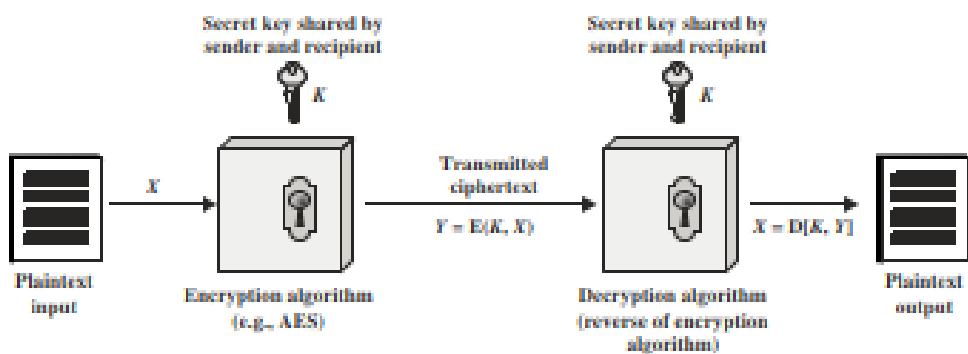 Secret key shared by
sender and recipient
K
Secret key shared by
sender and recipient
K
X
Transmitted
ciphertext
Y = E(K, X)
X = D[K, Y]
Plaintext
input
Encryption algorithm
(e.g., AES)
Decryption algorithm
(reverse of encryption
algorithm)
Plaintext
output